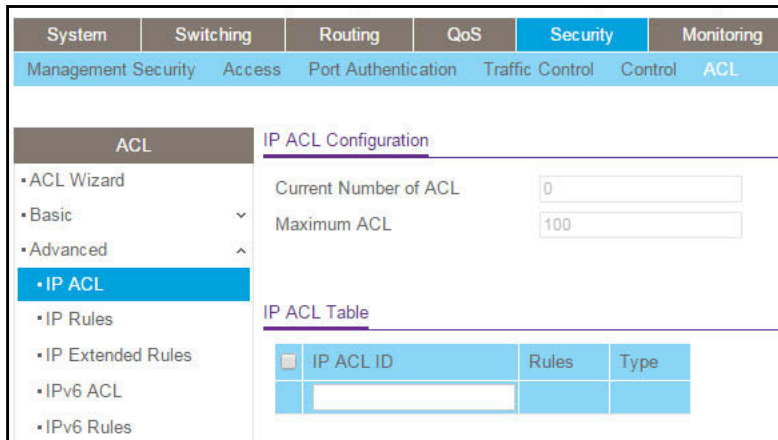 System Switching Routing QoS Security Monitoring
Management Security Access Port Authentication Traffic Control Control ACL
ACL
ACL Wizard
Basic
Advanced
IP ACL
IP Rules
IP Extended Rules
IPv6 ACL
IPv6 Rules
IP ACL Configuration
Current Number of ACL 0
Maximum ACL 100
IP ACL Table
IP ACL ID Rules Type